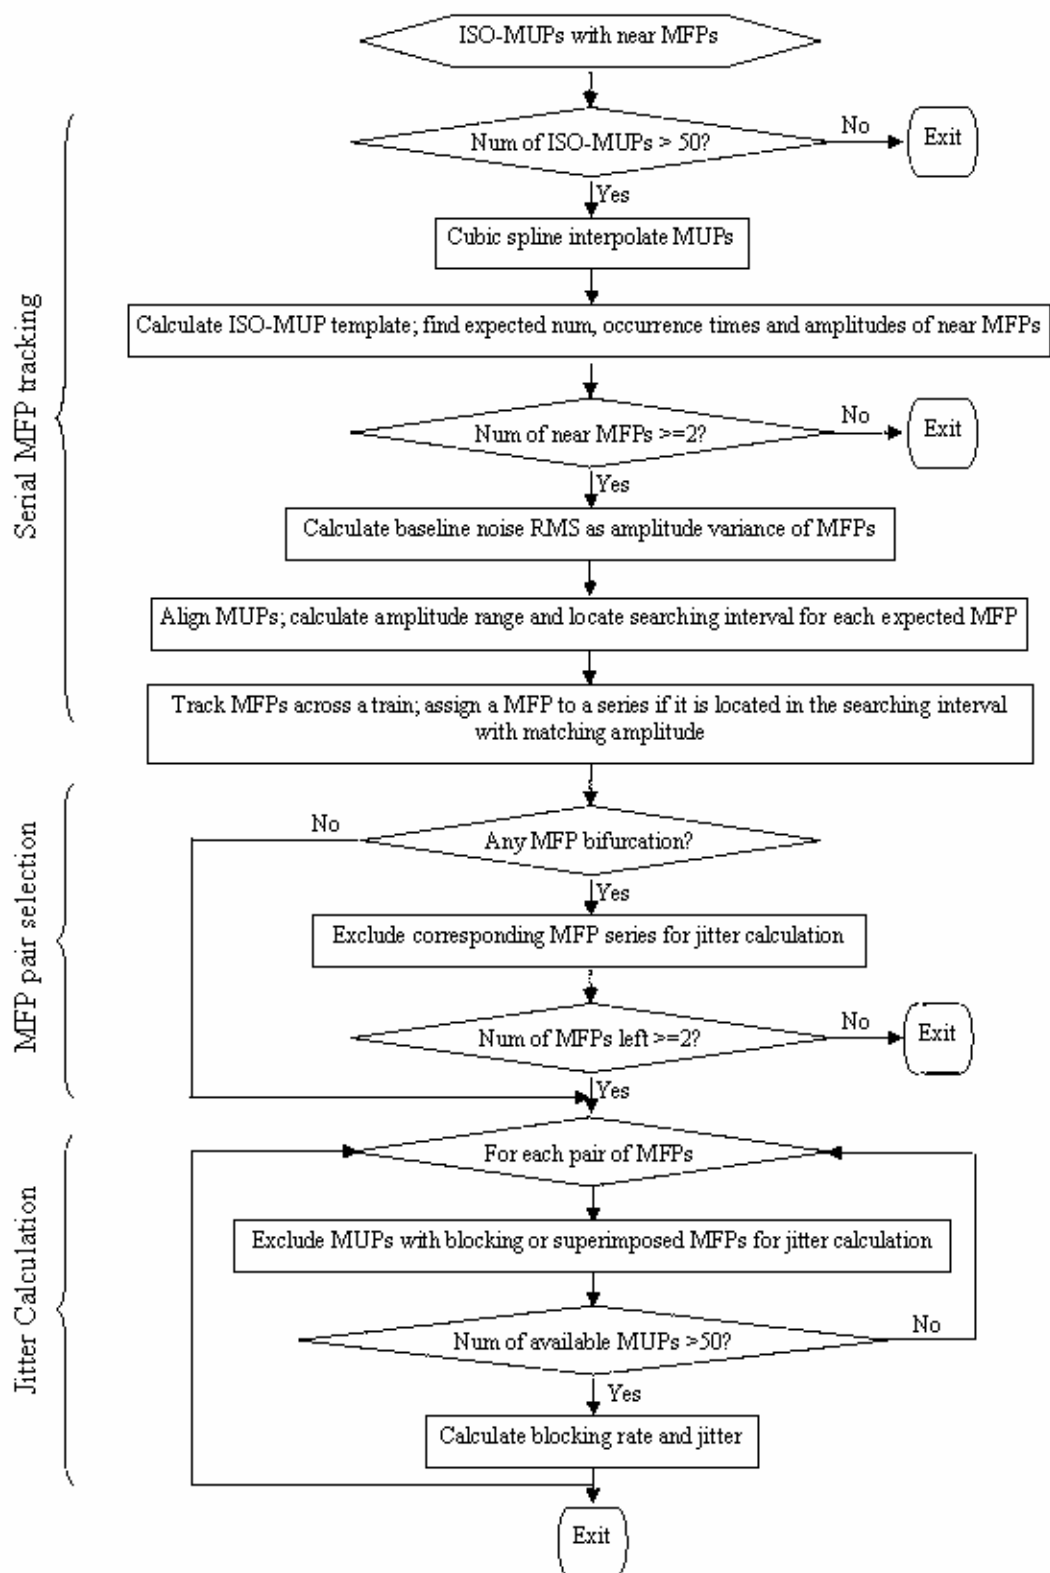 ISO-MUPs with near MFPs
Num of ISO-MUPs > 50?
No
Exit
Yes
Cubic spline interpolate MUPs
Calculate ISO-MUP template; find expected num, occurrence times and amplitudes of near MFPs
Num of near MFPs >=2?
No
Exit
Yes
Calculate baseline noise RMS as amplitude variance of MFPs
Align MUPs; calculate amplitude range and locate searching interval for each expected MFP
Track MFPs across a train; assign a MFP to a series if it is located in the searching interval
with matching amplitude
Serial MFP tracking
Any MFP bifurcation?
No
Yes
Exclude corresponding MFP series for jitter calculation
Num of MFPs left >=2?
No
Exit
Yes
MFP pair selection
For each pair of MFPs
Exclude MUPs with blocking or superimposed MFPs for jitter calculation
Num of available MUPs >50?
No
Yes
Calculate blocking rate and jitter
Exit
Jitter Calculation